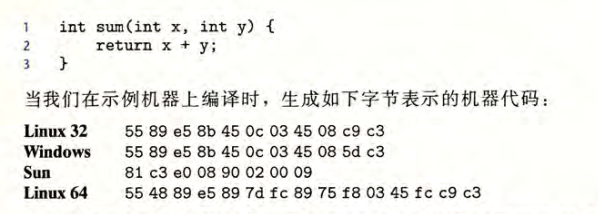 1 int sum(int x, int y) {
2 return x + y;
3 }
当我们在示例机器上编译时，生成如下字节表示的机器代码：
Linux 32 55 89 e5 8b 45 0c 03 45 08 c9 c3
Windows 55 89 e5 8b 45 0c 03 45 08 5d c3
Sun 81 c3 e0 08 90 02 00 09
Linux 64 55 48 89 e5 89 7d fc 89 75 f8 03 45 fc c9 c3